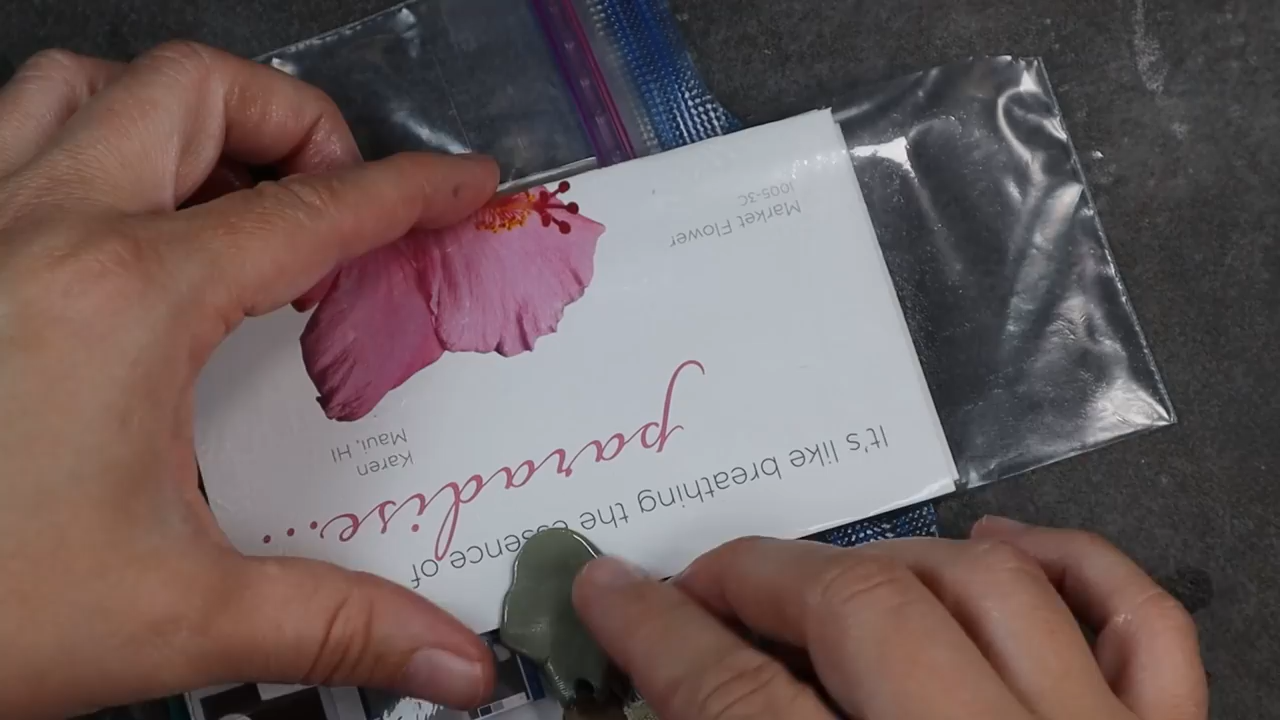 It's like breathing the essence of
paradise...
Karen
Maui, HI
Market Flower
1005-3C